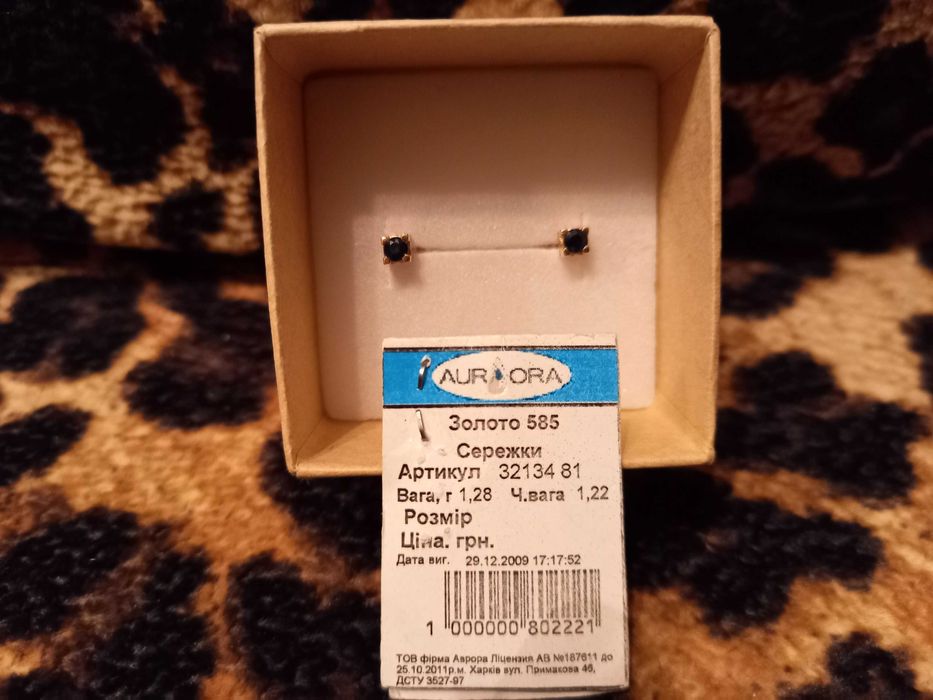 AURORA
Золото 585
Сережки
Артикул 32134 81
Вага, г 1,28 Ч.вага 1,22
Розмір
Ціна. грн.
Дата виг. 29.12.2009 17:17:52
1 000000 802221
ТОВ фірма Аврора Ліцензия АВ №187611 до
25.10.2011р.м. Харків вул. Примакова 46,
ДСТУ 3527-97